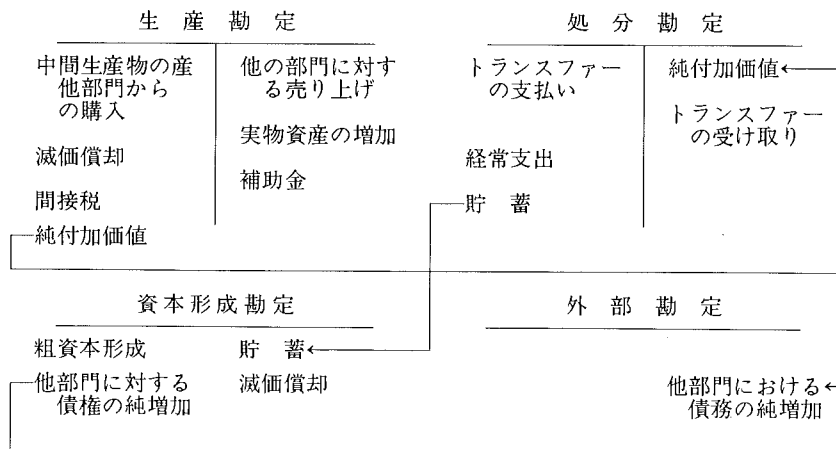 生産勘定
中間生産物の産
他部門から
の購入
減価償却
間接税
純付加価値
他の部門に対す
る売り上げ
実物資産の増加
補助金
処分勘定
トランスファー
の支払い
経常支出
貯蓄
純付加価値
トランスファー
の受け取り
資本形成勘定
粗資本形成
他部門に対する
債権の純増加
貯蓄
減価償却
外部勘定
他部門における
債務の純増加